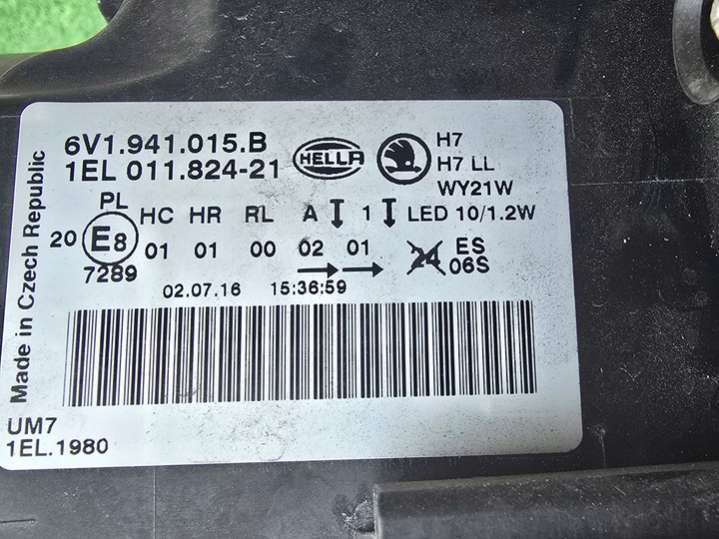 6V1.941.015.B
1EL 011.824-21
HELLA
H7
H7 LL
WY21W
LED 10/1.2W
PL HC HR RL A 1
20 E8 01 01 00 02 01
7289
24 ES
06S
02.07.16 15:36:59
Made in Czech Republic
UM7
1EL.1980